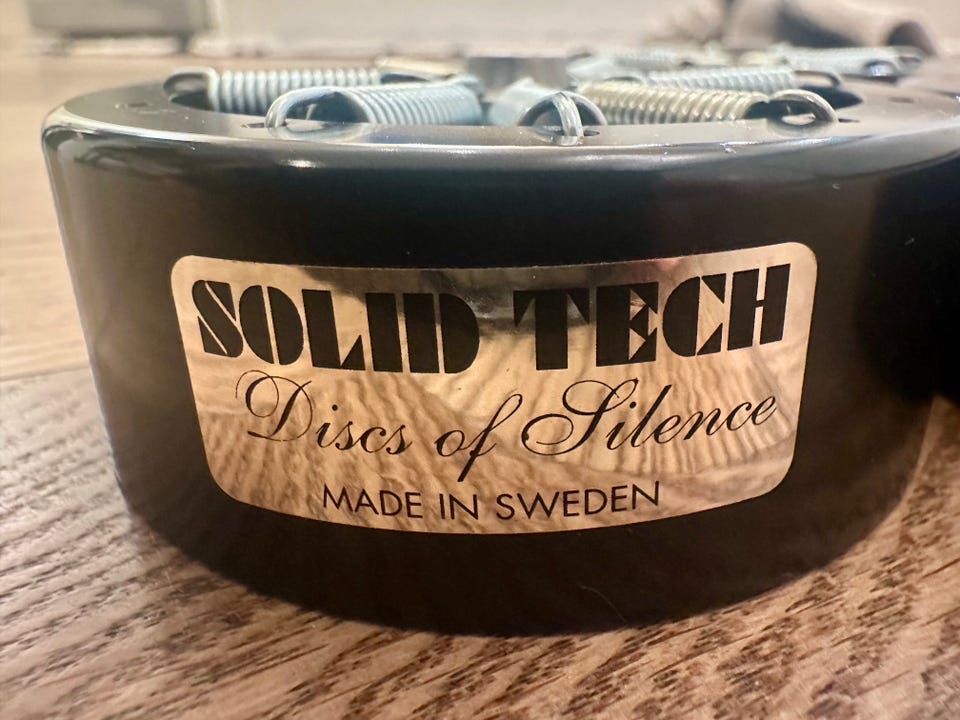 SOLID TECH
Discs of Silence
MADE IN SWEDEN